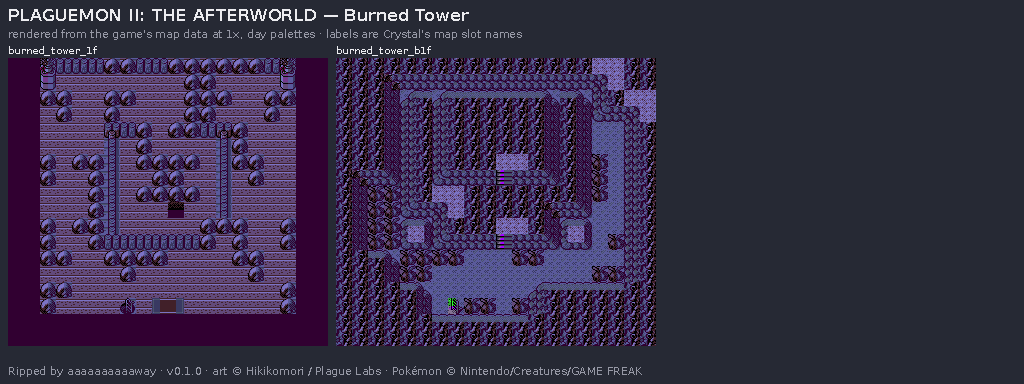 PLAGUEMON II: THE AFTERWORLD — Burned Tower
rendered from the game's map data at 1x, day palettes · labels are Crystal's map slot names
burned_tower_1f
burned_tower_b1f
Ripped by aaaaaaaaaaway · v0.1.0 · art © Hikikomori / Plague Labs · Pokémon © Nintendo/Creatures/GAME FREAK